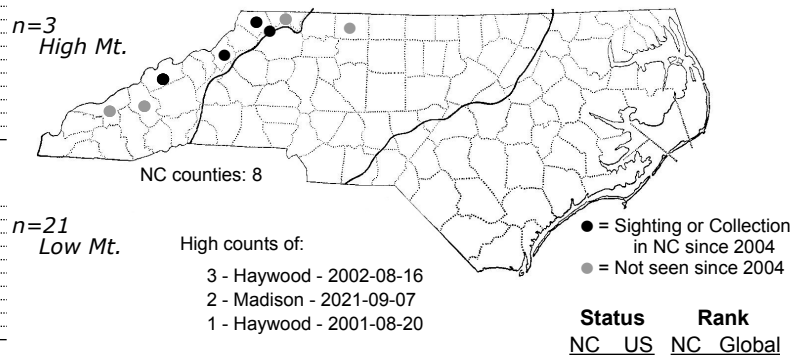 n=3
High Mt.
NC counties: 8
n=21
Low Mt.
High counts of:
3 - Haywood - 2002-08-16
2 - Madison - 2021-09-07
1 - Haywood - 2001-08-20
● = Sighting or Collection
in NC since 2004
● = Not seen since 2004
Status Rank
NC US NC Global